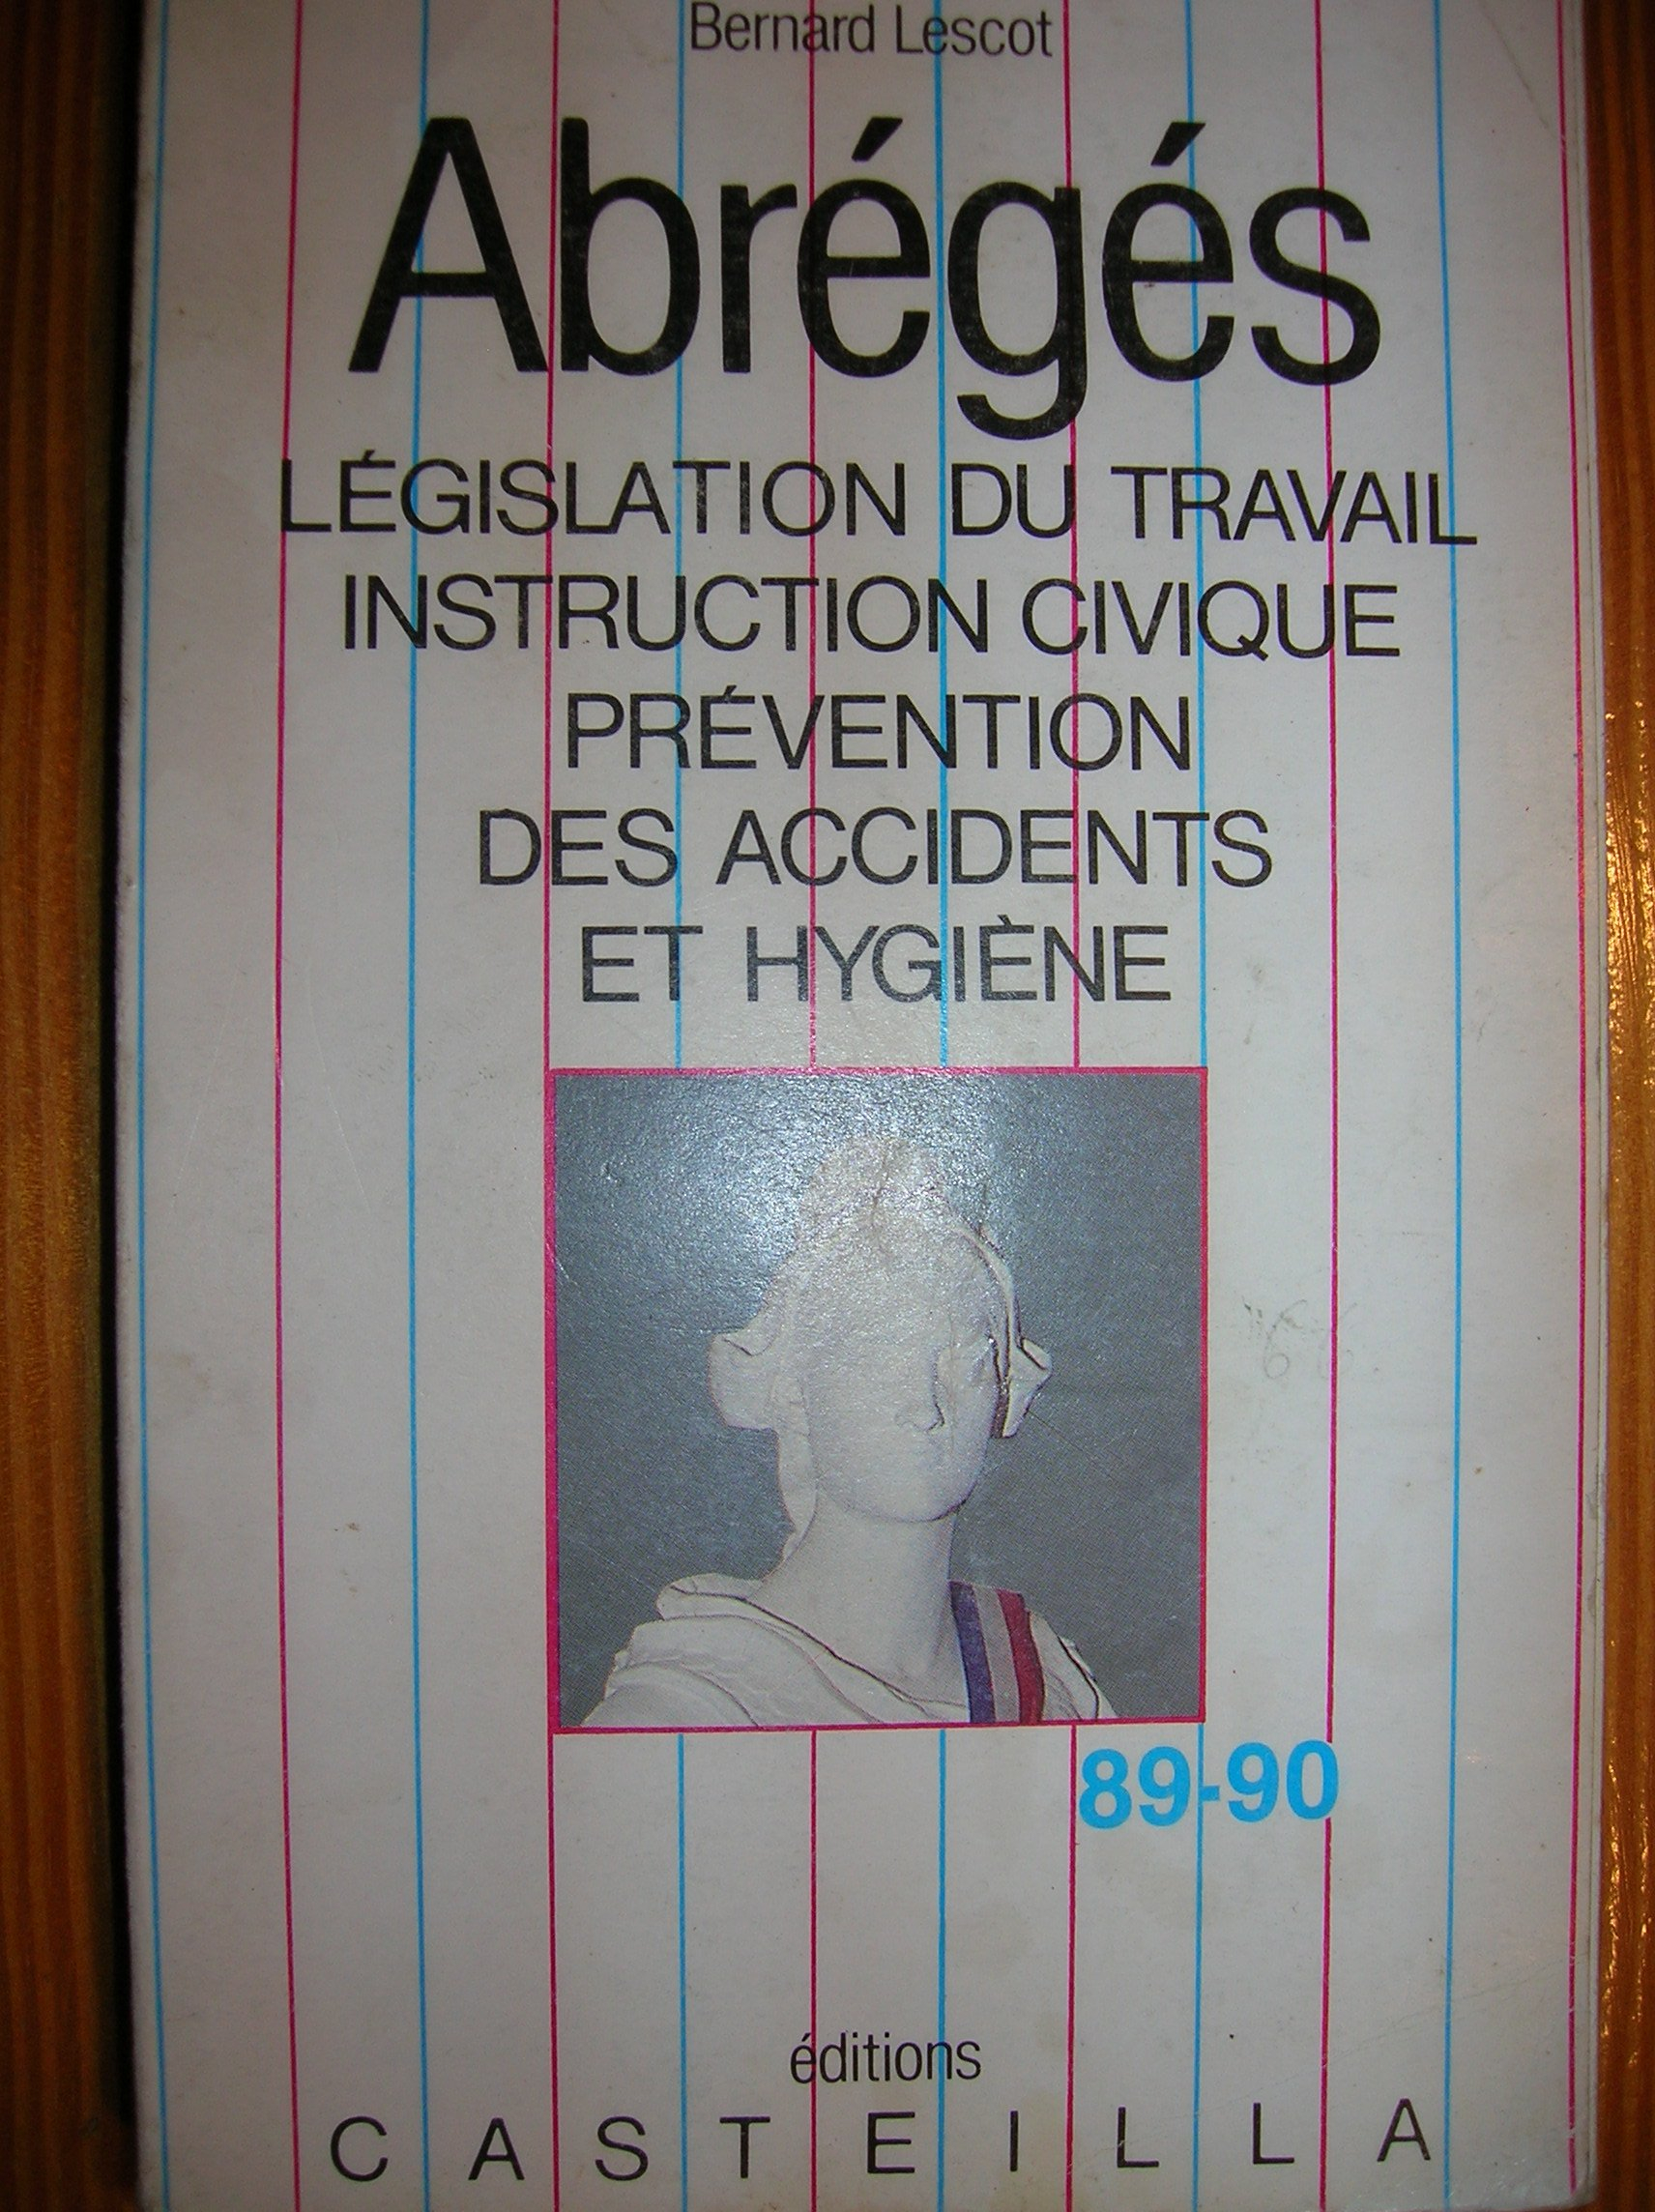 Bernard Lescot
Abrégés
LÉGISLATION DU TRAVAIL
INSTRUCTION CIVIQUE
PRÉVENTION
DES ACCIDENTS
ET HYGIÈNE
89-90
éditions
CASTEILLA